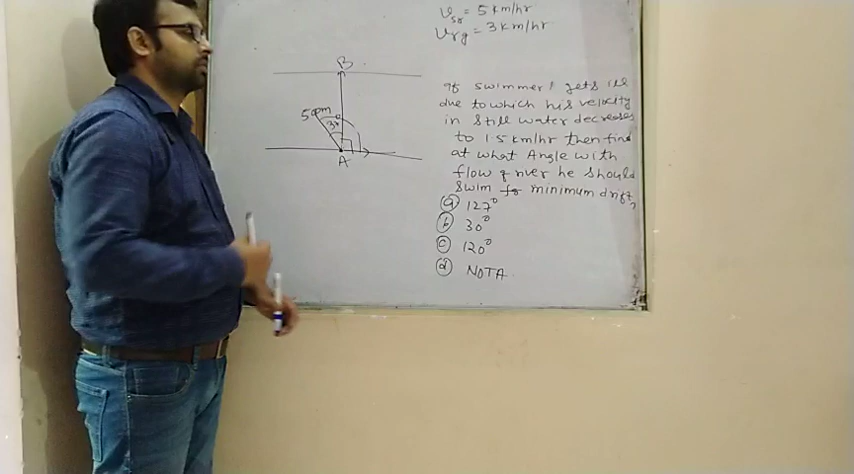 Vsr = 5 km/hr
Vrg = 3 km/hr
B
5
3
A
If swimmer gets ill
due to which his velocity
in still water decreases
to 1.5 km/hr then find
at what Angle with
flow of river he should
swim for minimum drift,
(a) 127°
(b) 30°
(c) 120°
(d) NOTA